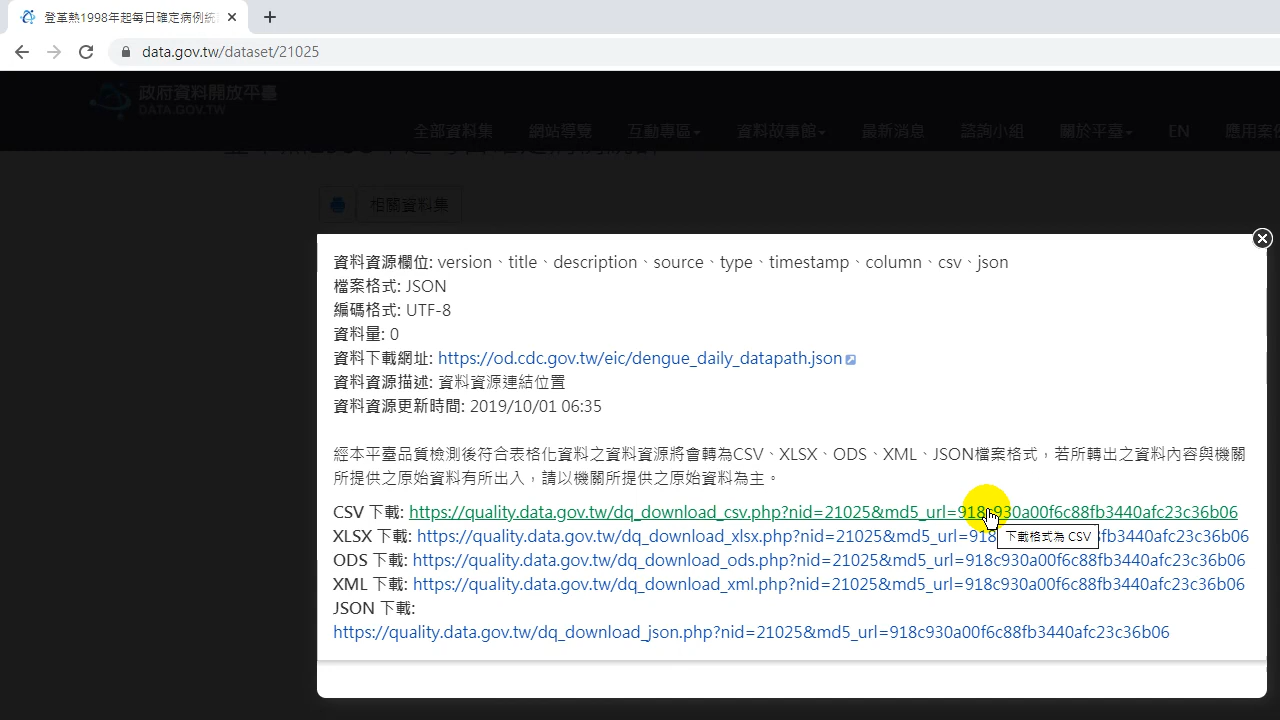 登革熱1998年起每日確定病例統
data.gov.tw/dataset/21025
政府資料開放平臺
DATA.GOV.TW
全部資料集 網站導覽 互動專區 資料故事館 最新消息 諮詢小組 關於平臺 EN 應用案例
相關資料集
資料資源欄位: version、title、description、source、type、timestamp、column、csv、json
檔案格式: JSON
編碼格式: UTF-8
資料量: 0
資料下載網址: https://od.cdc.gov.tw/eic/dengue_daily_datapath.json
資料資源描述: 資料資源連結位置
資料資源更新時間: 2019/10/01 06:35
經本平臺品質檢測後符合表格化資料之資料資源將會轉為CSV、XLSX、ODS、XML、JSON檔案格式，若所轉出之資料內容與機關
所提供之原始資料有所出入，請以機關所提供之原始資料為主。
CSV 下載: https://quality.data.gov.tw/dq_download_csv.php?nid=21025&md5_url=918c930a00f6c88fb3440afc23c36b06
XLSX 下載: https://quality.data.gov.tw/dq_download_xlsx.php?nid=21025&md5_url=918 fb3440afc23c36b06
下載格式為 CSV
ODS 下載: https://quality.data.gov.tw/dq_download_ods.php?nid=21025&md5_url=918c930a00f6c88fb3440afc23c36b06
XML 下載: https://quality.data.gov.tw/dq_download_xml.php?nid=21025&md5_url=918c930a00f6c88fb3440afc23c36b06
JSON 下載:
https://quality.data.gov.tw/dq_download_json.php?nid=21025&md5_url=918c930a00f6c88fb3440afc23c36b06